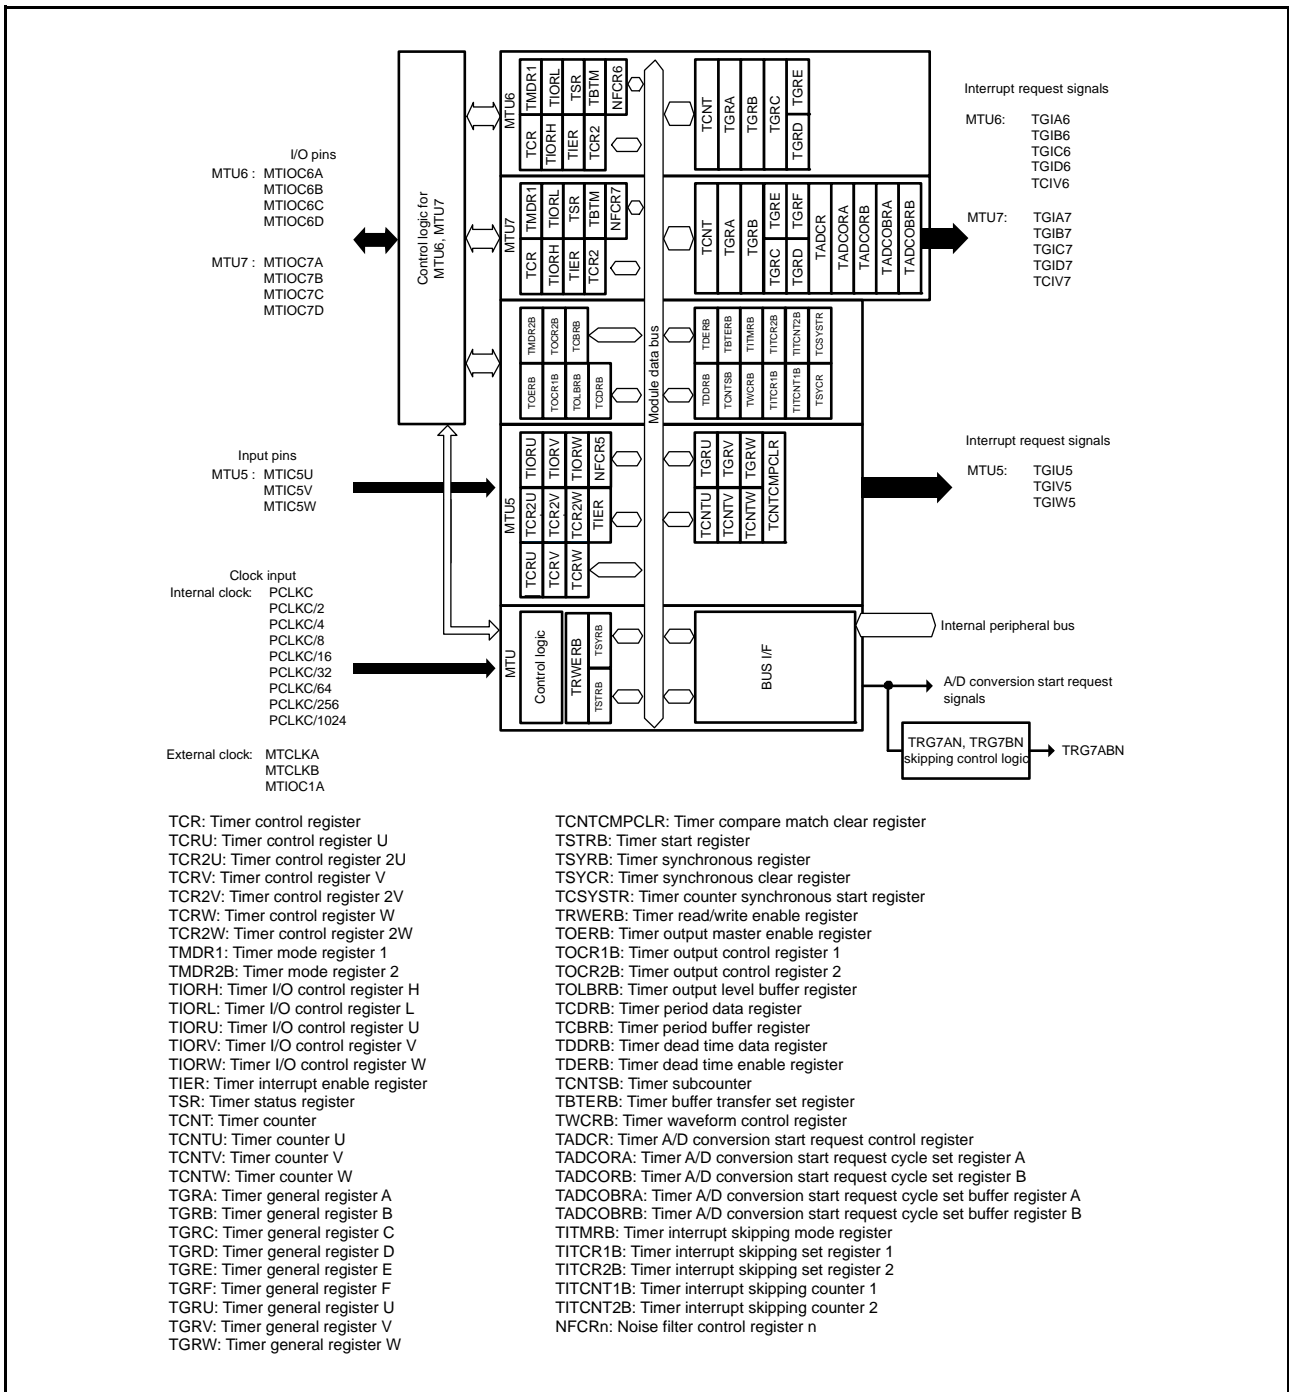 I/O pins
MTU6 : MTIOC6A
MTIOC6B
MTIOC6C
MTIOC6D
MTU7 : MTIOC7A
MTIOC7B
MTIOC7C
MTIOC7D
Input pins
MTU5 : MTIC5U
MTIC5V
MTIC5W
Clock input
Internal clock: PCLKC
PCLKC/2
PCLKC/4
PCLKC/8
PCLKC/16
PCLKC/32
PCLKC/64
PCLKC/256
PCLKC/1024
External clock: MTCLKA
MTCLKB
MTIOC1A
Control logic for
MTU6, MTU7
MTU6
TMDR1
TIORL
TSR
TBTM
NFCR6
TCR
TIORH
TIER
TCR2
TCNT
TGRA
TGRB
TGRC
TGRE
TGRD
MTU7
TMDR1
TIORL
TSR
TBTM
NFCR7
TCR
TIORH
TIER
TCR2
TCNT
TGRA
TGRB
TGRE
TGRF
TGRC
TGRD
TADCR
TADCORA
TADCORB
TADCOBRA
TADCOBRB
TMDR2B
TOCR2B
TCBRB
TOERB
TOCR1B
TOLBRB
TCDRB
Module data bus
TDERB
TBTERB
TITMRB
TITCR2B
TITCNT2B
TCSYSTR
TDDRB
TCNTSB
TWCRB
TITCR1B
TITCNT1B
TSYCR
MTU5
TIORU
TIORV
TIORW
NFCR5
TCR2U
TCR2V
TCR2W
TIER
TCRU
TCRV
TCRW
TGRU
TGRV
TGRW
TCNTU
TCNTV
TCNTW
TCNTCMPCLR
MTU
Control logic
TRWERB
TSYRB
TSTRB
BUS I/F
Interrupt request signals
MTU6: TGIA6
TGIB6
TGIC6
TGID6
TCIV6
MTU7: TGIA7
TGIB7
TGIC7
TGID7
TCIV7
Interrupt request signals
MTU5: TGIU5
TGIV5
TGIW5
Internal peripheral bus
A/D conversion start request
signals
TRG7AN, TRG7BN
skipping control logic
TRG7ABN
TCR: Timer control register
TCRU: Timer control register U
TCR2U: Timer control register 2U
TCRV: Timer control register V
TCR2V: Timer control register 2V
TCRW: Timer control register W
TCR2W: Timer control register 2W
TMDR1: Timer mode register 1
TMDR2B: Timer mode register 2
TIORH: Timer I/O control register H
TIORL: Timer I/O control register L
TIORU: Timer I/O control register U
TIORV: Timer I/O control register V
TIORW: Timer I/O control register W
TIER: Timer interrupt enable register
TSR: Timer status register
TCNT: Timer counter
TCNTU: Timer counter U
TCNTV: Timer counter V
TCNTW: Timer counter W
TGRA: Timer general register A
TGRB: Timer general register B
TGRC: Timer general register C
TGRD: Timer general register D
TGRE: Timer general register E
TGRF: Timer general register F
TGRU: Timer general register U
TGRV: Timer general register V
TGRW: Timer general register W
TCNTCMPCLR: Timer compare match clear register
TSTRB: Timer start register
TSYRB: Timer synchronous register
TSYCR: Timer synchronous clear register
TCSYSTR: Timer counter synchronous start register
TRWERB: Timer read/write enable register
TOERB: Timer output master enable register
TOCR1B: Timer output control register 1
TOCR2B: Timer output control register 2
TOLBRB: Timer output level buffer register
TCDRB: Timer period data register
TCBRB: Timer period buffer register
TDDRB: Timer dead time data register
TDERB: Timer dead time enable register
TCNTSB: Timer subcounter
TBTERB: Timer buffer transfer set register
TWCRB: Timer waveform control register
TADCR: Timer A/D conversion start request control register
TADCORA: Timer A/D conversion start request cycle set register A
TADCORB: Timer A/D conversion start request cycle set register B
TADCOBRA: Timer A/D conversion start request cycle set buffer register A
TADCOBRB: Timer A/D conversion start request cycle set buffer register B
TITMRB: Timer interrupt skipping mode register
TITCR1B: Timer interrupt skipping set register 1
TITCR2B: Timer interrupt skipping set register 2
TITCNT1B: Timer interrupt skipping counter 1
TITCNT2B: Timer interrupt skipping counter 2
NFCRn: Noise filter control register n